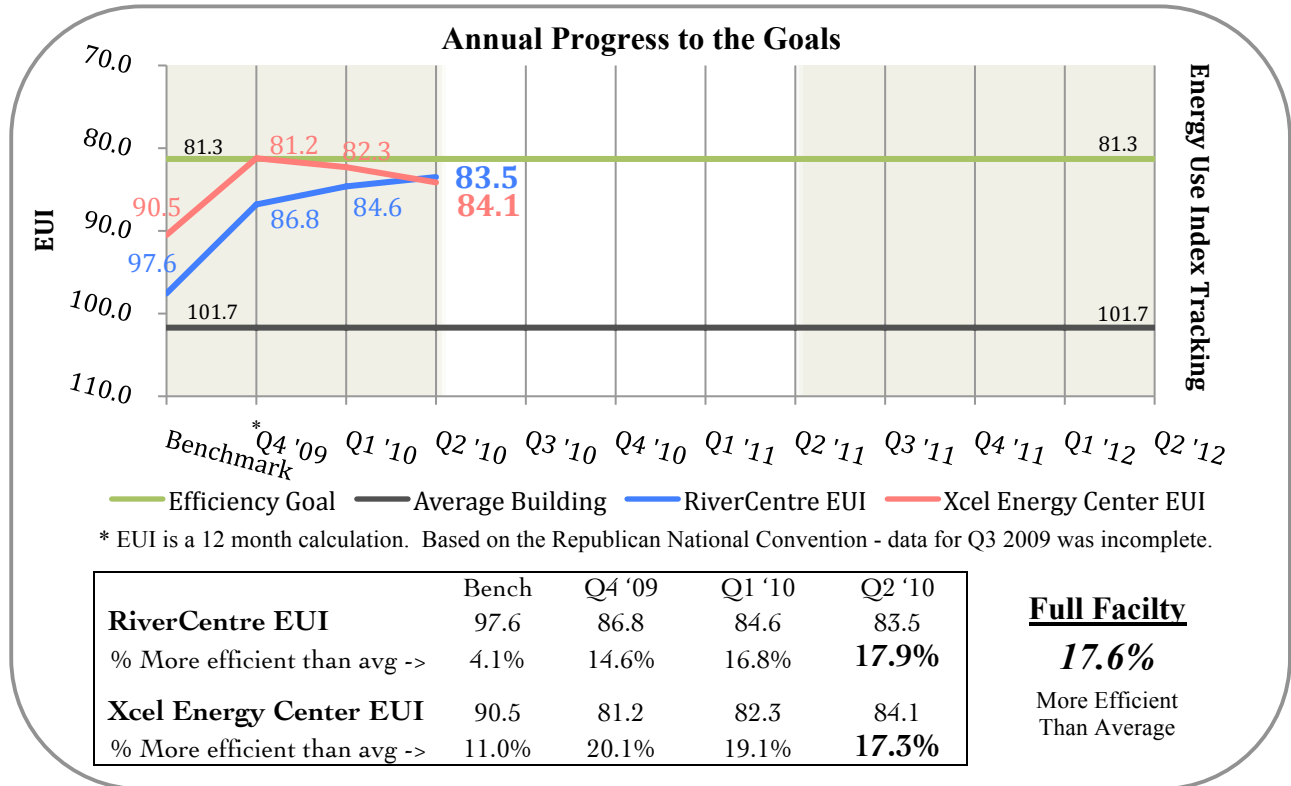 Annual Progress to the Goals
70.0
80.0
90.0
100.0
110.0
EUI
Energy Use Index Tracking
81.3
81.2
82.3
81.3
90.5
86.8
84.6
83.5
84.1
97.6
101.7
101.7
Benchmark
*
Q4 '09
Q1 '10
Q2 '10
Q3 '10
Q4 '10
Q1 '11
Q2 '11
Q3 '11
Q4 '11
Q1 '12
Q2 '12
Efficiency Goal
Average Building
RiverCentre EUI
Xcel Energy Center EUI
* EUI is a 12 month calculation.  Based on the Republican National Convention - data for Q3 2009 was incomplete.
Bench Q4 ‘09 Q1 ‘10 Q2 ‘10
RiverCentre EUI 97.6 86.8 84.6 83.5
% More efficient than avg -> 4.1% 14.6% 16.8% 17.9%
Xcel Energy Center EUI 90.5 81.2 82.3 84.1
% More efficient than avg -> 11.0% 20.1% 19.1% 17.3%
Full Facilty
17.6%
More Efficient
Than Average